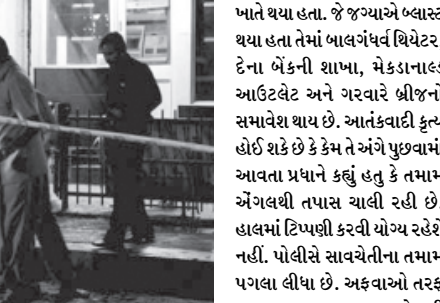 ખાતે થયા હતા. જે જગ્યાએ બ્લાસ્ટ
થયા હતા તેમાં બાલગંધર્વ થિયેટર,
દેના બેંકની શાખા, મેકડાનાલ્ડ
આઉટલેટ અને ગરવારે બ્રીજનો
સમાવેશ થાય છે. આતંકવાદી કૃત્ય
હોઈ શકે છે કે કેમ તે અંગે પુછવામાં
આવતા પ્રધાને કહ્યું હતુ કે તમામ
એંગલથી તપાસ ચાલી રહી છે.
હાલમાં ટિપ્પણી કરવી યોગ્ય રહેશે
નહીં. પોલીસે સાવચેતીના તમામ
પગલા લીધા છે. અફવાઓ તરફ